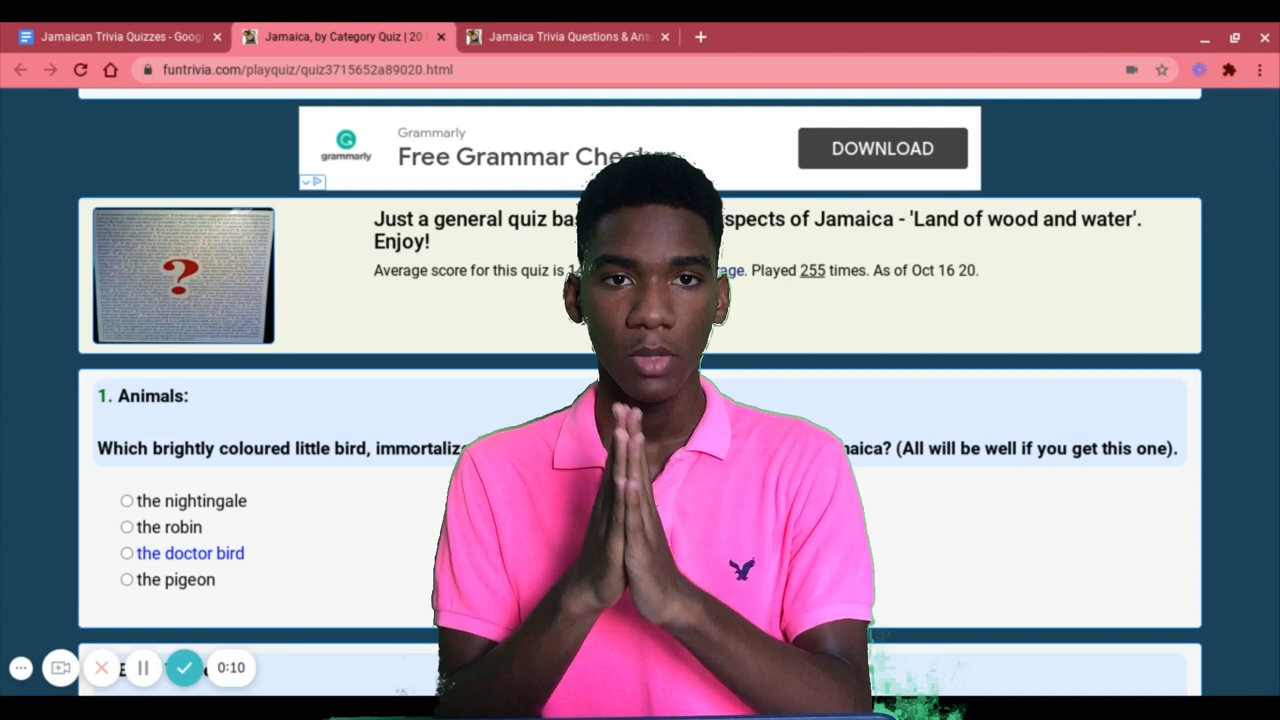 Jamaican Trivia Quizzes - Goog
Jamaica, by Category Quiz | 20
Jamaica Trivia Questions & Ans
funtrivia.com/playquiz/quiz3715652a89020.html
Grammarly
grammarly
Free Grammar Checker
DOWNLOAD
Just a general quiz spects of Jamaica - 'Land of wood and water'.
Enjoy!
Average score for this quiz is age. Played 255 times. As of Oct 16 20.
?
1. Animals:
Which brightly coloured little bird, immortaliz maica? (All will be well if you get this one).
the nightingale
the robin
the doctor bird
the pigeon
0:10